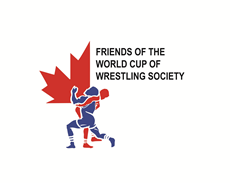 FRIENDS OF THE
WORLD CUP OF
WRESTLING SOCIETY